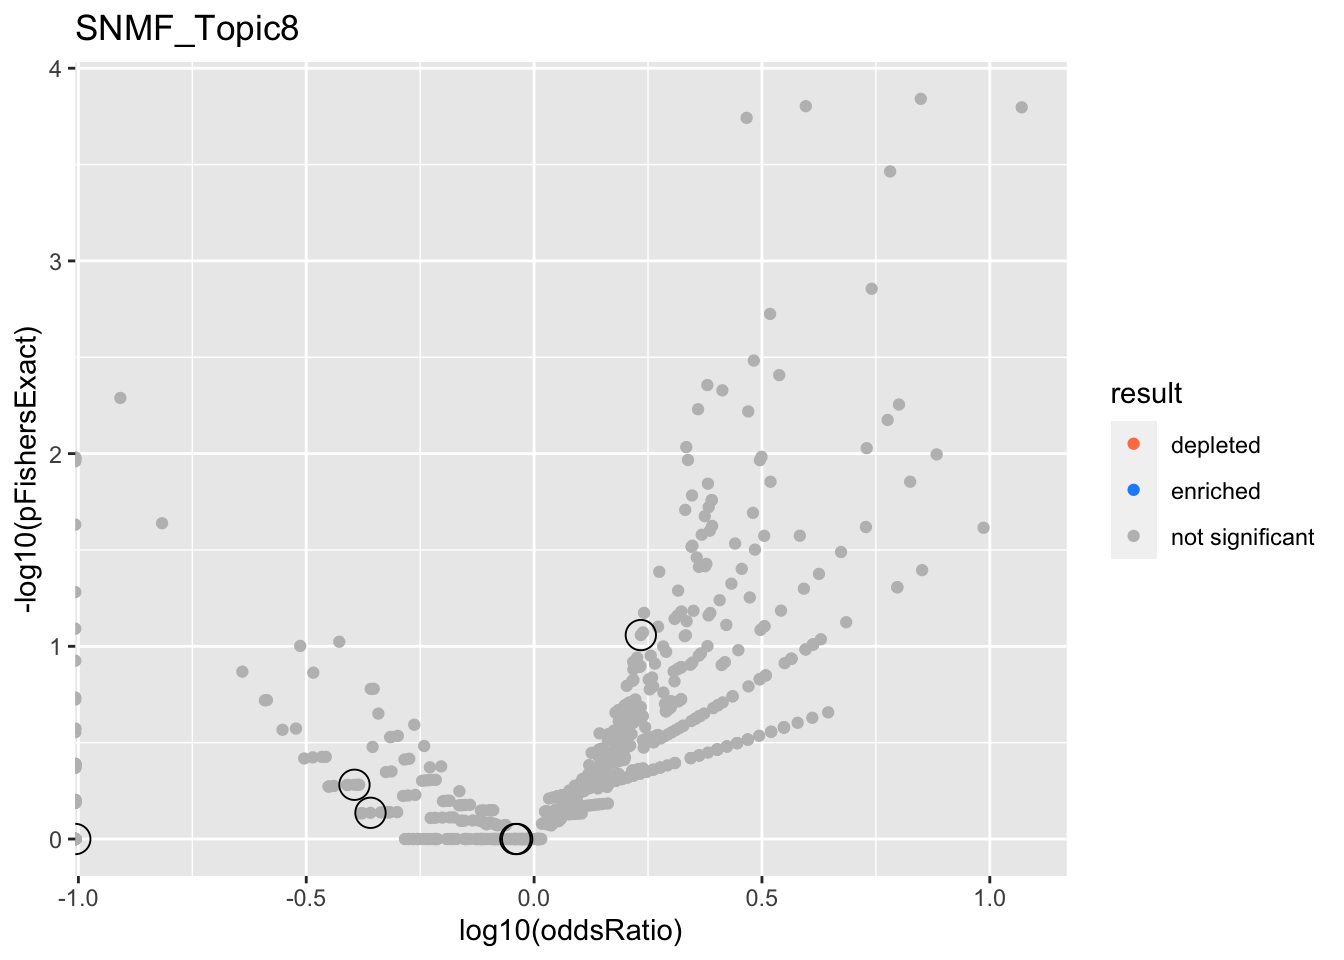 SNMF_Topic8
4
3
2
1
0
-log10(pFishersExact)
-1.0 -0.5 0.0 0.5 1.0
log10(oddsRatio)
result
depleted
enriched
not significant